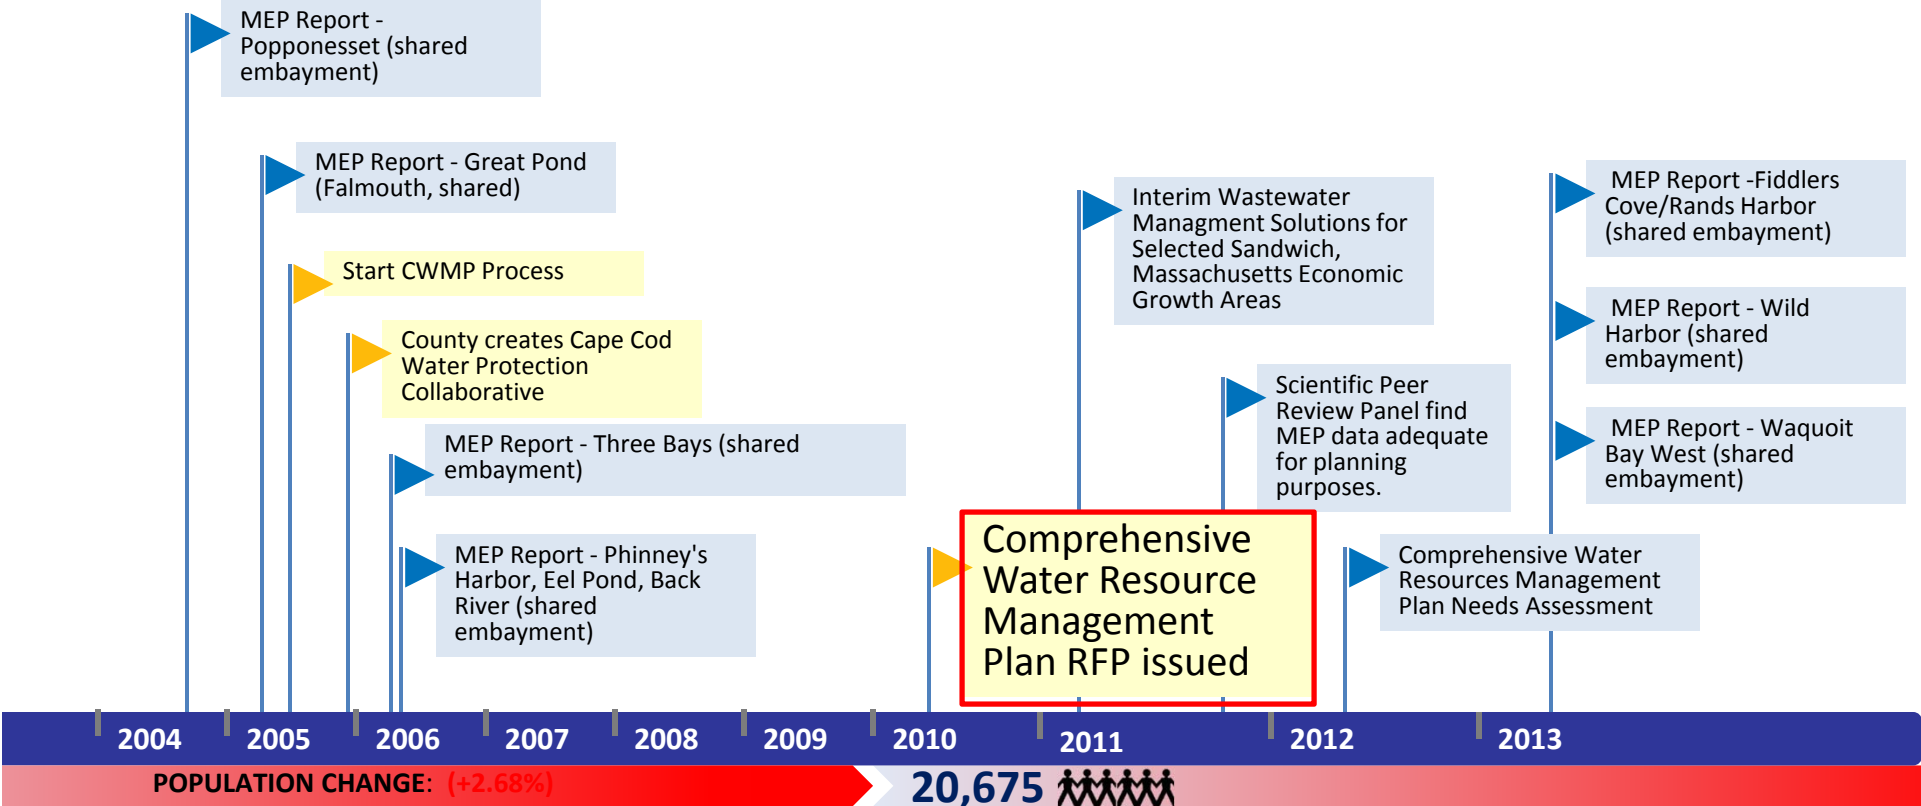 MEP Report -
Popponesset (shared
embayment)
MEP Report - Great Pond
(Falmouth, shared)
Start CWMP Process
County creates Cape Cod
Water Protection
Collaborative
MEP Report - Three Bays (shared
embayment)
MEP Report - Phinney's
Harbor, Eel Pond, Back
River (shared
embayment)
Comprehensive
Water Resource
Management
Plan RFP issued
Interim Wastewater
Managment Solutions for
Selected Sandwich,
Massachusetts Economic
Growth Areas
Scientific Peer
Review Panel find
MEP data adequate
for planning
purposes.
Comprehensive Water
Resources Management
Plan Needs Assessment
MEP Report -Fiddlers
Cove/Rands Harbor
(shared embayment)
MEP Report - Wild
Harbor (shared
embayment)
MEP Report - Waquoit
Bay West (shared
embayment)
2004 2005 2006 2007 2008 2009 2010 2011 2012 2013
POPULATION CHANGE: (+2.68%) 20,675